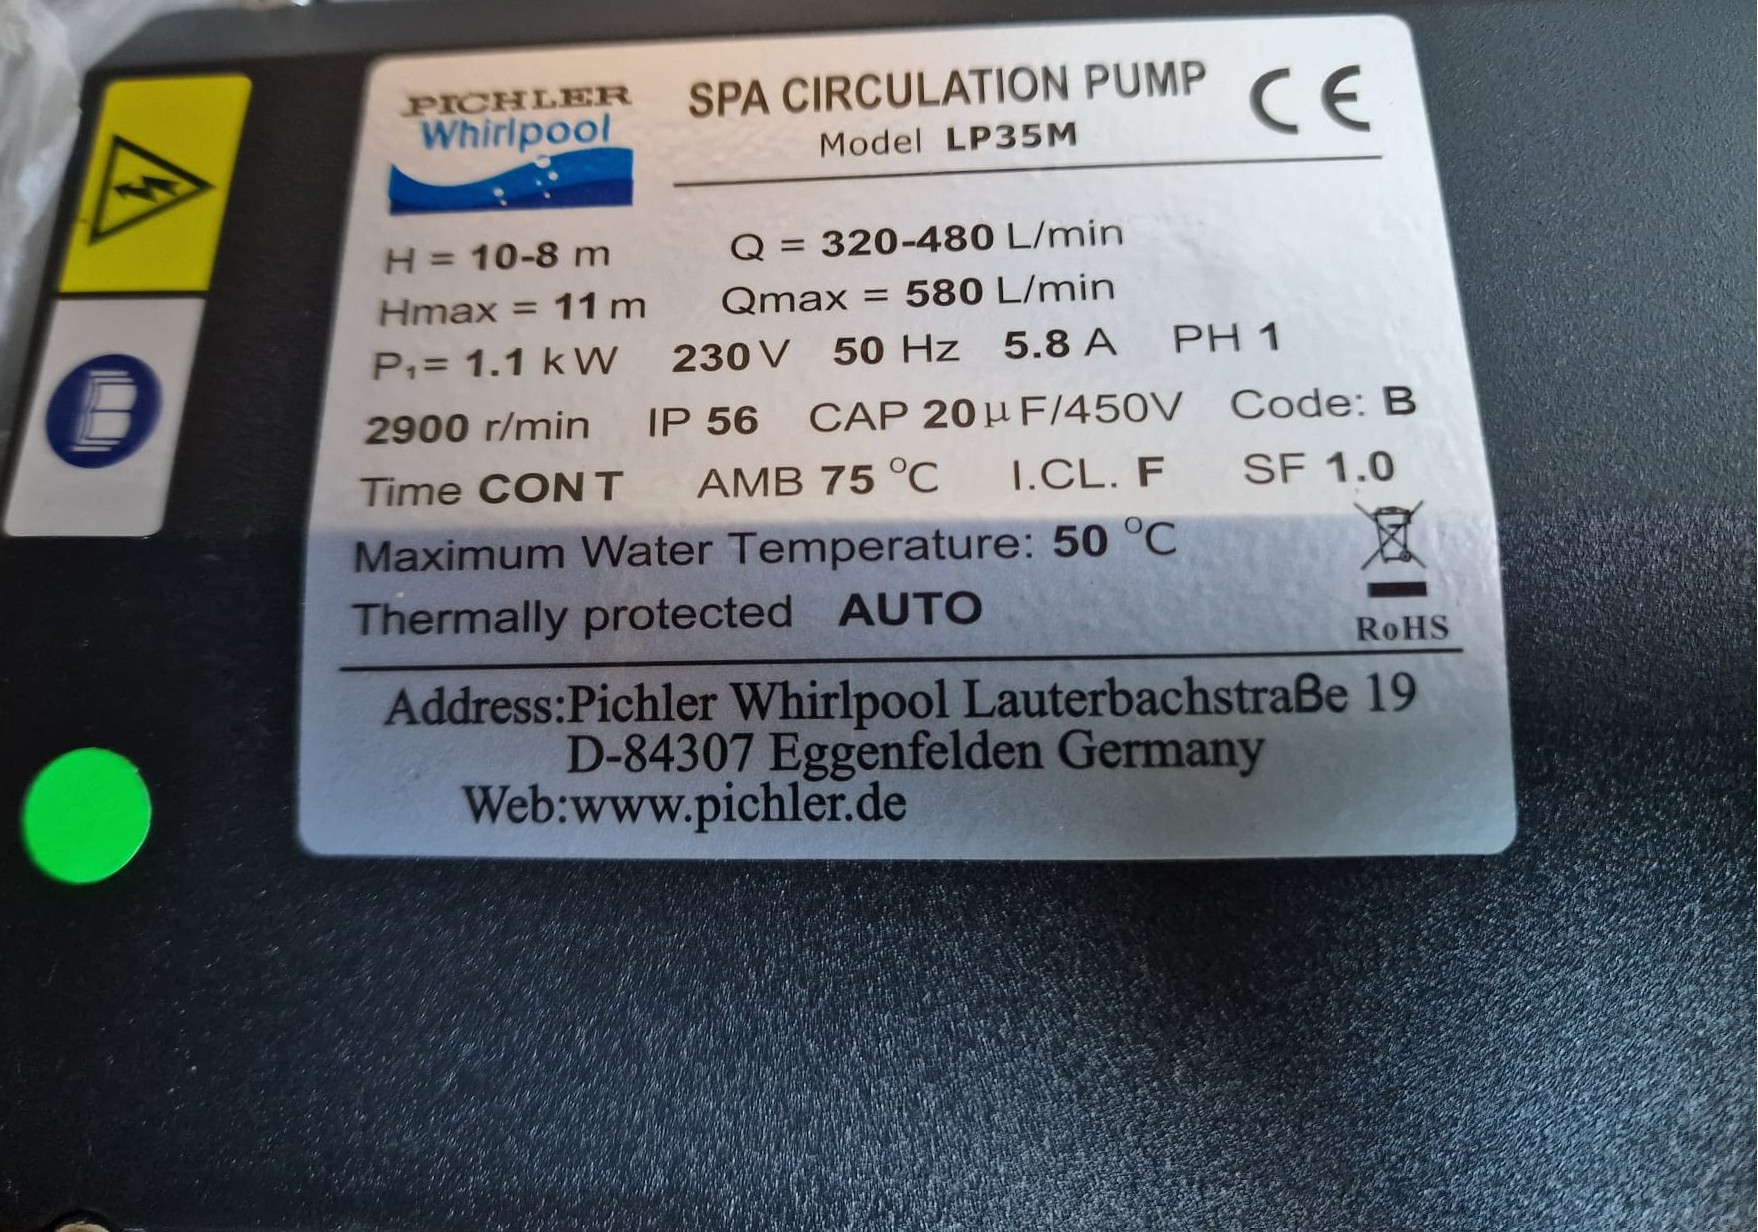 PICHLER
Whirlpool
SPA CIRCULATION PUMP CE
Model LP35M
H = 10-8 m Q = 320-480 L/min
Hmax = 11 m Qmax = 580 L/min
P₁= 1.1 kW 230 V 50 Hz 5.8 A PH 1
2900 r/min IP 56 CAP 20 µF/450V Code: B
Time CONT AMB 75 °C I.CL. F SF 1.0
Maximum Water Temperature: 50 °C
Thermally protected AUTO
RoHS
Address:Pichler Whirlpool Lauterbachstraße 19
D-84307 Eggenfelden Germany
Web:www.pichler.de